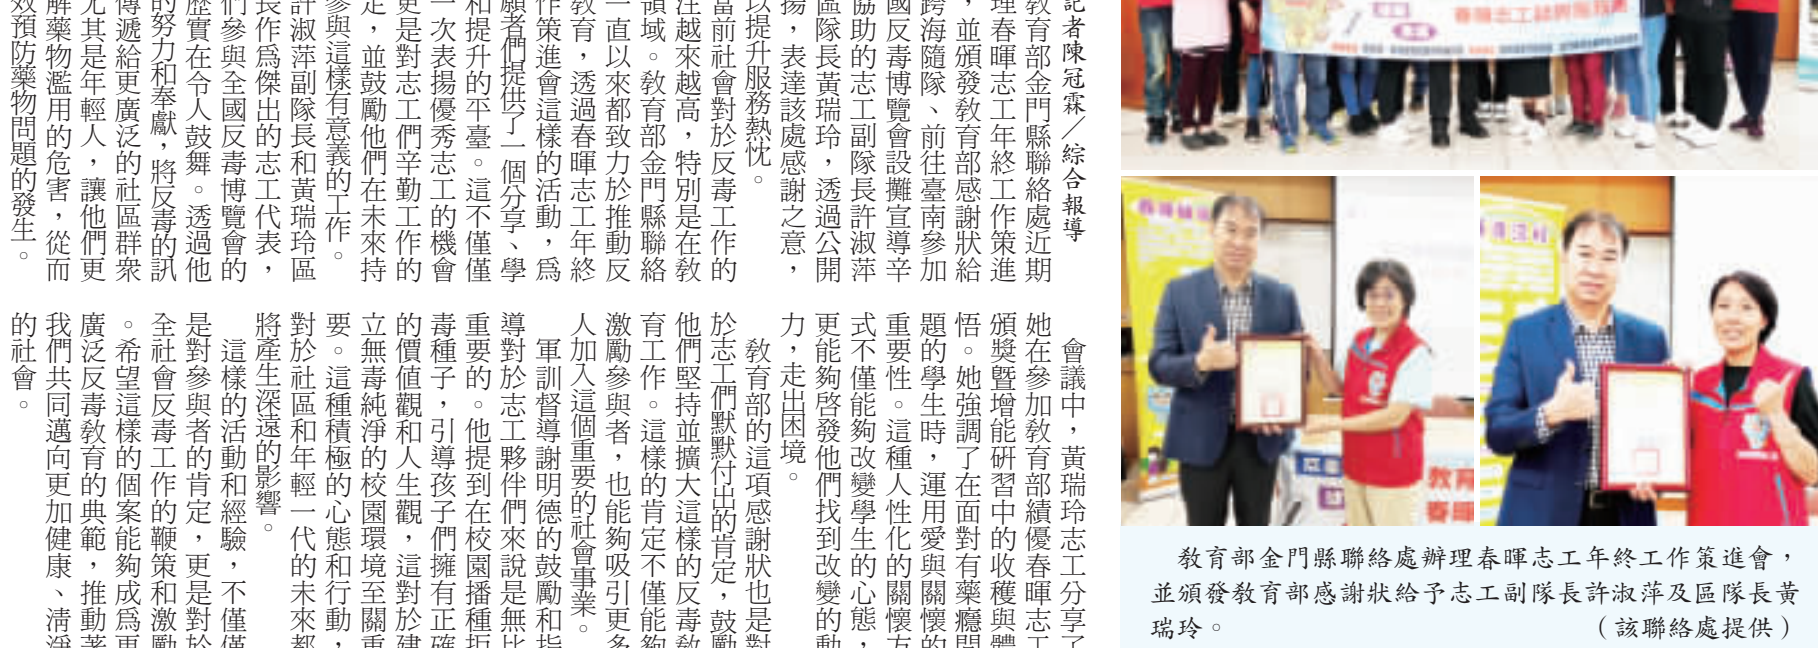 記者陳冠霖／綜合報導
教育部金門縣聯絡處近期
理春暉志工年終工作策進
，並頒發教育部感謝狀給
跨海隨隊、前往臺南參加
國反毒博覽會設攤宣導辛
協助的志工副隊長許淑萍
區隊長黃瑞玲，透過公開
揚，表達該處感謝之意，
以提升服務熱忱。
當前社會對於反毒工作的
注越來越高，特別是在教
領域。教育部金門縣聯絡
一直以來都致力於推動反
教育，透過春暉志工年終
作策進會這樣的活動，爲
願者們提供了一個分享、學
和提升的平臺。這不僅僅
一次表揚優秀志工的機會
更是對志工們辛勤工作的
定，並鼓勵他們在未來持
參與這樣有意義的工作。
許淑萍副隊長和黃瑞玲區
長作爲傑出的志工代表，
們參與全國反毒博覽會的
歷實在令人鼓舞。透過他
的努力和奉獻，將反毒的訊
傳遞給更廣泛的社區群衆
尤其是年輕人，讓他們更
解藥物濫用的危害，從而
效預防藥物問題的發生。
會議中，黃瑞玲志工分享了
她在參加教育部績優春暉志工
頒獎暨增能研習中的收穫與體
悟。她強調了在面對有藥癮問
題的學生時，運用愛與關懷的
重要性。這種人性化的關懷方
式不僅能夠改變學生的心態，
更能夠啓發他們找到改變的動
力，走出困境。
教育部的這項感謝狀也是對
於志工們默默付出的肯定，鼓勵
他們堅持並擴大這樣的反毒教
育工作。這樣的肯定不僅能夠
激勵參與者，也能夠吸引更多
人加入這個重要的社會事業。
軍訓督導謝明德的鼓勵和指
導對於志工夥伴們來說是無比
重要的。他提到在校園播種拒
毒種子，引導孩子們擁有正確
的價值觀和人生觀，這對於建
立無毒純淨的校園環境至關重
要。這種積極的心態和行動，
對於社區和年輕一代的未來都
將產生深遠的影響。
這樣的活動和經驗，不僅僅
是對參與者的肯定，更是對於
全社會反毒工作的鞭策和激勵
。希望這樣的個案能夠成爲更
廣泛反毒教育的典範，推動著
我們共同邁向更加健康、清淨
的社會。
教育部金門縣聯絡處辦理春暉志工年終工作策進會，
並頒發教育部感謝狀給予志工副隊長許淑萍及區隊長黃
瑞玲。（該聯絡處提供）